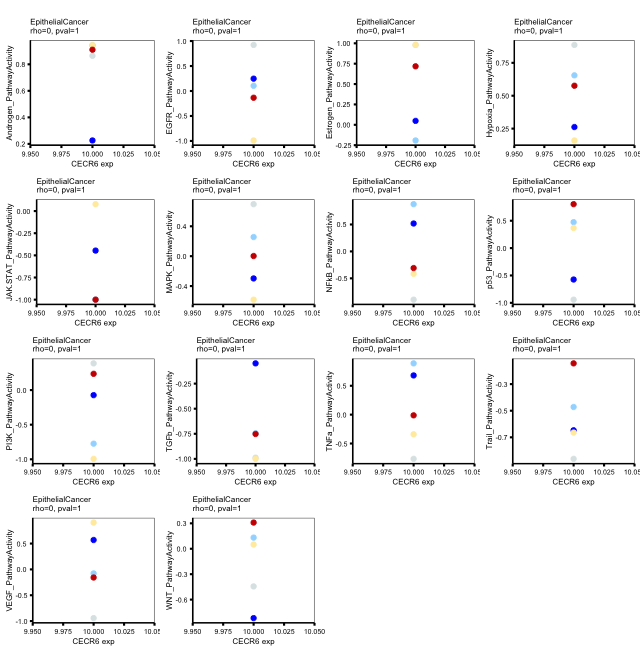 EpithelialCancer
rho=0, pval=1
Androgen_PathwayActivity
0.8
0.6
0.4
0.2
9.950
9.975
10.000
10.025
10.05
CECR6 exp
EpithelialCancer
rho=0, pval=1
EGFR_PathwayActivity
1.0
0.5
0.0
-0.5
-1.0
9.950
9.975
10.000
10.025
10.05
CECR6 exp
EpithelialCancer
rho=0, pval=1
Estrogen_PathwayActivity
1.00
0.75
0.50
0.25
0.00
-0.25
9.950
9.975
10.000
10.025
10.05
CECR6 exp
EpithelialCancer
rho=0, pval=1
Hypoxia_PathwayActivity
0.75
0.50
0.25
9.950
9.975
10.000
10.025
10.05
CECR6 exp
EpithelialCancer
rho=0, pval=1
JAK.STAT_PathwayActivity
0.00
-0.25
-0.50
-0.75
-1.00
9.950
9.975
10.000
10.025
10.05
CECR6 exp
EpithelialCancer
rho=0, pval=1
MAPK_PathwayActivity
0.4
0.0
-0.4
9.950
9.975
10.000
10.025
10.05
CECR6 exp
EpithelialCancer
rho=0, pval=1
NFkB_PathwayActivity
0.5
0.0
-0.5
9.950
9.975
10.000
10.025
10.05
CECR6 exp
EpithelialCancer
rho=0, pval=1
p53_PathwayActivity
0.5
0.0
-0.5
-1.0
9.950
9.975
10.000
10.025
10.05
CECR6 exp
EpithelialCancer
rho=0, pval=1
PI3K_PathwayActivity
0.0
-0.5
-1.0
9.950
9.975
10.000
10.025
10.05
CECR6 exp
EpithelialCancer
rho=0, pval=1
TGFb_PathwayActivity
-0.25
-0.50
-0.75
-1.00
9.950
9.975
10.000
10.025
10.05
CECR6 exp
EpithelialCancer
rho=0, pval=1
TNFa_PathwayActivity
0.5
0.0
-0.5
9.950
9.975
10.000
10.025
10.05
CECR6 exp
EpithelialCancer
rho=0, pval=1
Trail_PathwayActivity
-0.3
-0.5
-0.7
9.950
9.975
10.000
10.025
10.05
CECR6 exp
EpithelialCancer
rho=0, pval=1
VEGF_PathwayActivity
0.5
0.0
-0.5
-1.0
9.950
9.975
10.000
10.025
10.05
CECR6 exp
EpithelialCancer
rho=0, pval=1
WNT_PathwayActivity
0.3
0.0
-0.3
-0.6
9.950
9.975
10.000
10.025
10.050
CECR6 exp